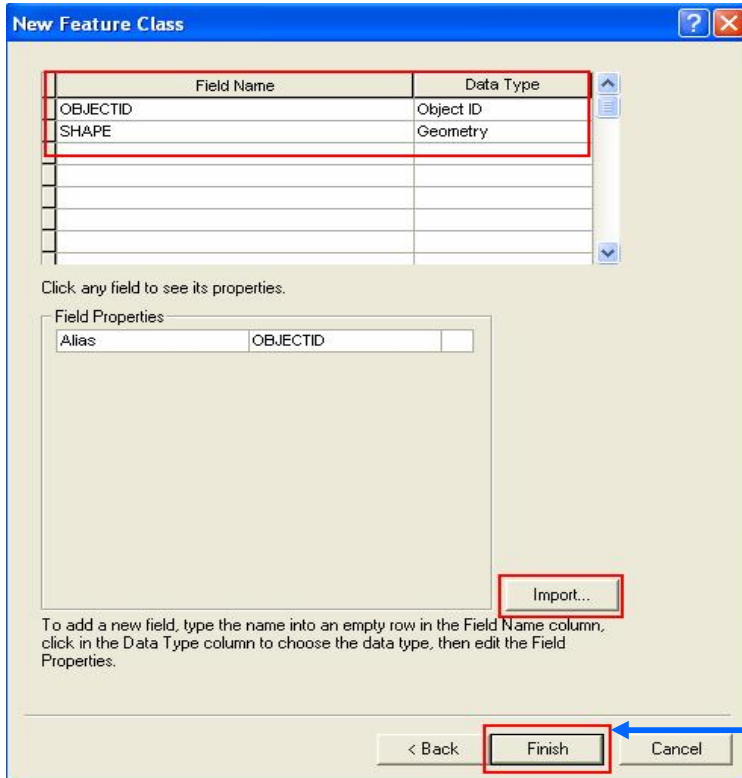 New Feature Class
Field Name Data Type
OBJECTID Object ID
SHAPE Geometry
Click any field to see its properties.
Field Properties
Alias OBJECTID
Import...
To add a new field, type the name into an empty row in the Field Name column,
click in the Data Type column to choose the data type, then edit the Field
Properties.
< Back Finish Cancel